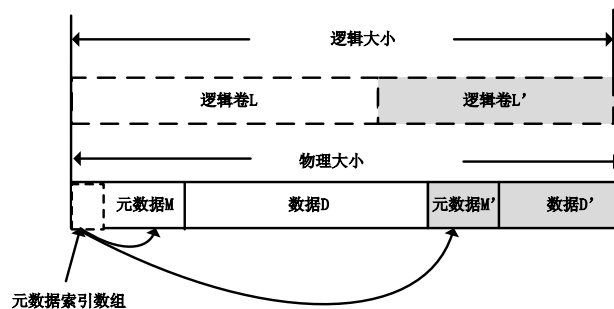 逻辑大小
逻辑卷L
逻辑卷L'
物理大小
元数据M
数据D
元数据M'
数据D'
元数据索引数组